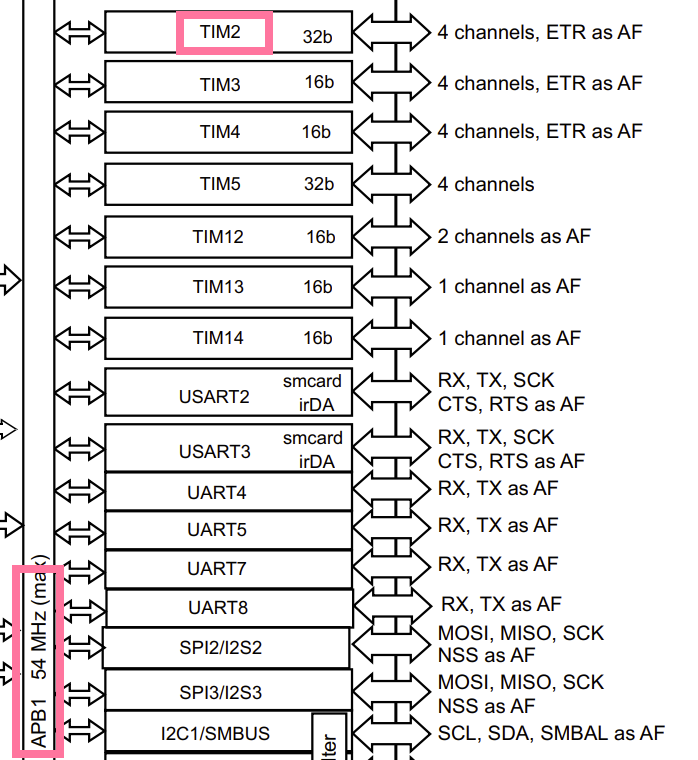 TIM2 32b 4 channels, ETR as AF
TIM3 16b 4 channels, ETR as AF
TIM4 16b 4 channels, ETR as AF
TIM5 32b 4 channels
TIM12 16b 2 channels as AF
TIM13 16b 1 channel as AF
TIM14 16b 1 channel as AF
USART2
smcard
irDA
RX, TX, SCK
CTS, RTS as AF
USART3
smcard
irDA
RX, TX, SCK
CTS, RTS as AF
UART4 RX, TX as AF
UART5 RX, TX as AF
UART7 RX, TX as AF
UART8 RX, TX as AF
SPI2/I2S2
MOSI, MISO, SCK
NSS as AF
SPI3/I2S3
MOSI, MISO, SCK
NSS as AF
I2C1/SMBUS SCL, SDA, SMBAL as AF
lter
APB1 54 MHz (max)